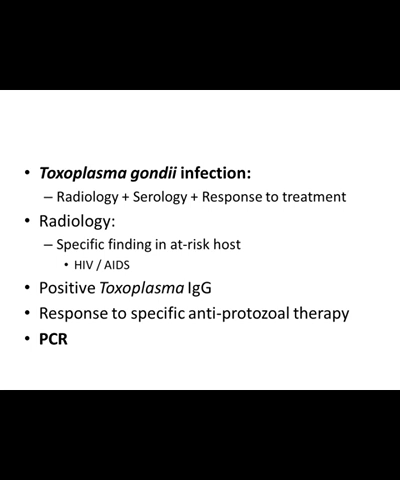 • Toxoplasma gondii infection:
– Radiology + Serology + Response to treatment
• Radiology:
– Specific finding in at-risk host
• HIV / AIDS
• Positive Toxoplasma IgG
• Response to specific anti-protozoal therapy
• PCR